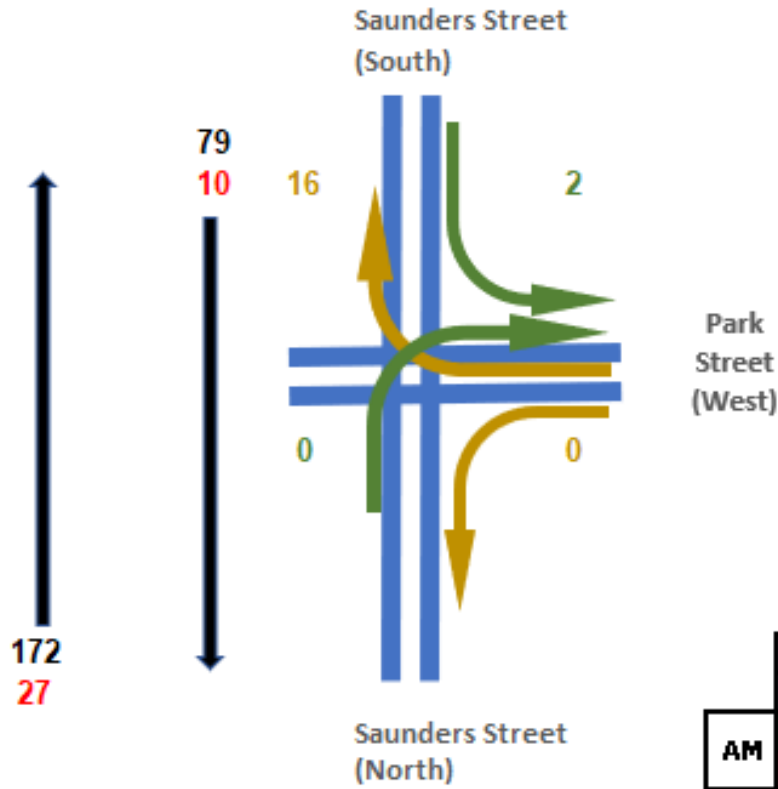 Saunders Street
(South)
79
10
16
2
Park
Street
(West)
0
0
172
27
Saunders Street
(North)
AM